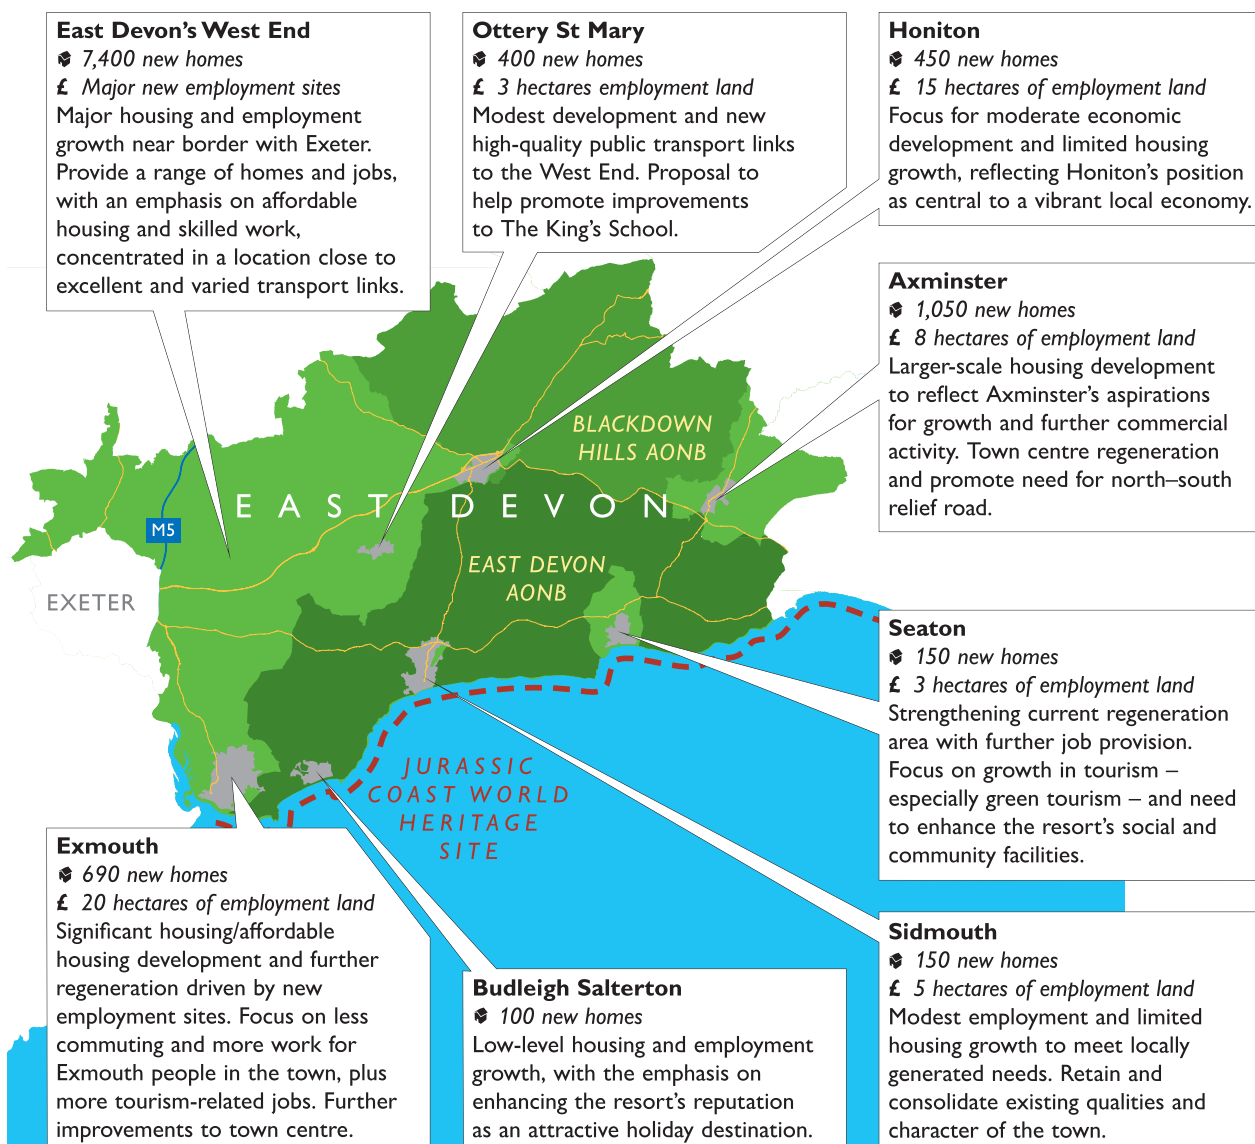 East Devon's West End
7,400 new homes
£ Major new employment sites
Major housing and employment
growth near border with Exeter.
Provide a range of homes and jobs,
with an emphasis on affordable
housing and skilled work,
concentrated in a location close to
excellent and varied transport links.
Ottery St Mary
400 new homes
£ 3 hectares employment land
Modest development and new
high-quality public transport links
to the West End. Proposal to
help promote improvements
to The King's School.
Honiton
450 new homes
£ 15 hectares of employment land
Focus for moderate economic
development and limited housing
growth, reflecting Honiton's position
as central to a vibrant local economy.
Axminster
1,050 new homes
£ 8 hectares of employment land
Larger-scale housing development
to reflect Axminster's aspirations
for growth and further commercial
activity. Town centre regeneration
and promote need for north–south
relief road.
BLACKDOWN
HILLS AONB
EAST DEVON
M5
EAST DEVON
AONB
EXETER
Seaton
150 new homes
£ 3 hectares of employment land
Strengthening current regeneration
area with further job provision.
Focus on growth in tourism –
especially green tourism – and need
to enhance the resort's social and
community facilities.
JURASSIC
COAST WORLD
HERITAGE
SITE
Exmouth
690 new homes
£ 20 hectares of employment land
Significant housing/affordable
housing development and further
regeneration driven by new
employment sites. Focus on less
commuting and more work for
Exmouth people in the town, plus
more tourism-related jobs. Further
improvements to town centre.
Budleigh Salterton
100 new homes
Low-level housing and employment
growth, with the emphasis on
enhancing the resort's reputation
as an attractive holiday destination.
Sidmouth
150 new homes
£ 5 hectares of employment land
Modest employment and limited
housing growth to meet locally
generated needs. Retain and
consolidate existing qualities and
character of the town.